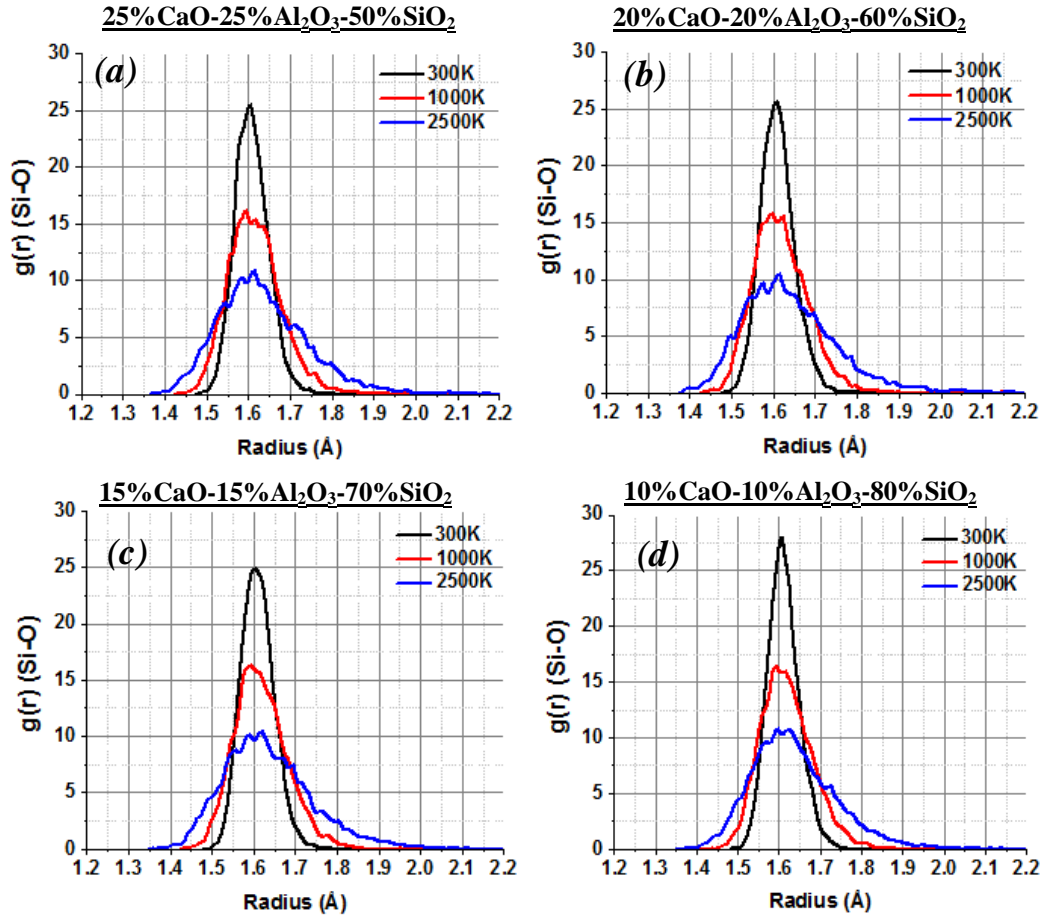 25%CaO-25%Al₂O₃-50%SiO₂
(a)
300K
1000K
2500K
g(r) (Si-O)
30
25
20
15
10
5
0
1.2 1.3 1.4 1.5 1.6 1.7 1.8 1.9 2.0 2.1 2.2
Radius (Å)
20%CaO-20%Al₂O₃-60%SiO₂
(b)
300K
1000K
2500K
g(r) (Si-O)
30
25
20
15
10
5
0
1.2 1.3 1.4 1.5 1.6 1.7 1.8 1.9 2.0 2.1 2.2
Radius (Å)
15%CaO-15%Al₂O₃-70%SiO₂
(c)
300K
1000K
2500K
g(r) (Si-O)
30
25
20
15
10
5
0
1.2 1.3 1.4 1.5 1.6 1.7 1.8 1.9 2.0 2.1 2.2
Radius (Å)
10%CaO-10%Al₂O₃-80%SiO₂
(d)
300K
1000K
2500K
g(r) (Si-O)
30
25
20
15
10
5
0
1.2 1.3 1.4 1.5 1.6 1.7 1.8 1.9 2.0 2.1 2.2
Radius (Å)